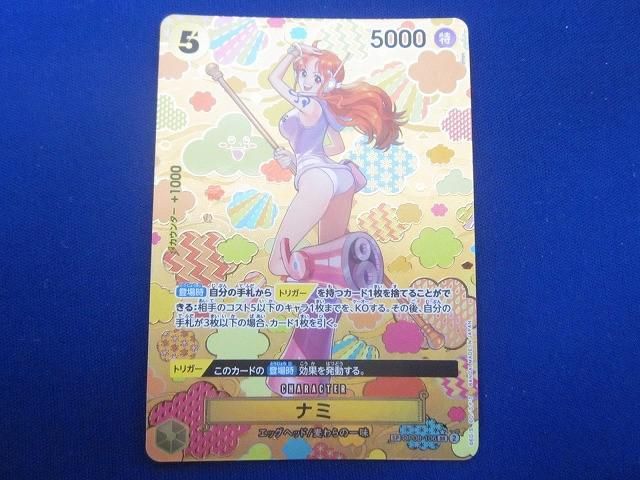 5
5000 特
カウンター +1000
登場時 自分の手札から トリガー を持つカード1枚を捨てることがで
きる:相手のコスト5以下のキャラ1枚までを、KOする。その後、自分の
手札が3枚以下の場合、カード1枚を引く。
トリガー このカードの 登場時 効果を発動する。
CHARACTER
ナミ
エッグヘッド/麦わらの一味
SP OP08-106 SR 2